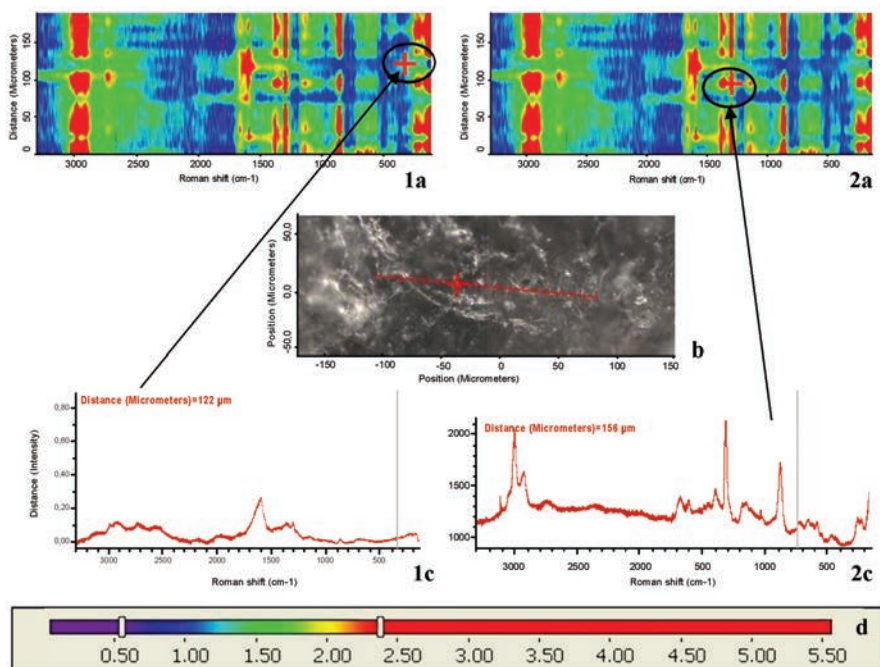 Distance (Micrometers)
0 50 100 150
3000 2500 2000 1500 1000 500
Roman shift (cm-1)
1a
Distance (Micrometers)
0 50 100 150
3000 2500 2000 1500 1000 500
Roman shift (cm-1)
2a
Position (Micrometers)
50.0
0.0
-50.0
-150 -100 -50 0 50 100 150
Position (Micrometers)
b
Distance (Micrometers)=122 µm
Distance (Intensity)
0,80
0,40
0,20
0,00
3000 2500 2000 1500 1000 500
Roman shift (cm-1)
1c
Distance (Micrometers)=156 µm
2000
1500
1000
3000 2500 2000 1500 1000 500
Roman shift (cm-1)
2c
d
0.50 1.00 1.50 2.00 2.50 3.00 3.50 4.00 4.50 5.00 5.50